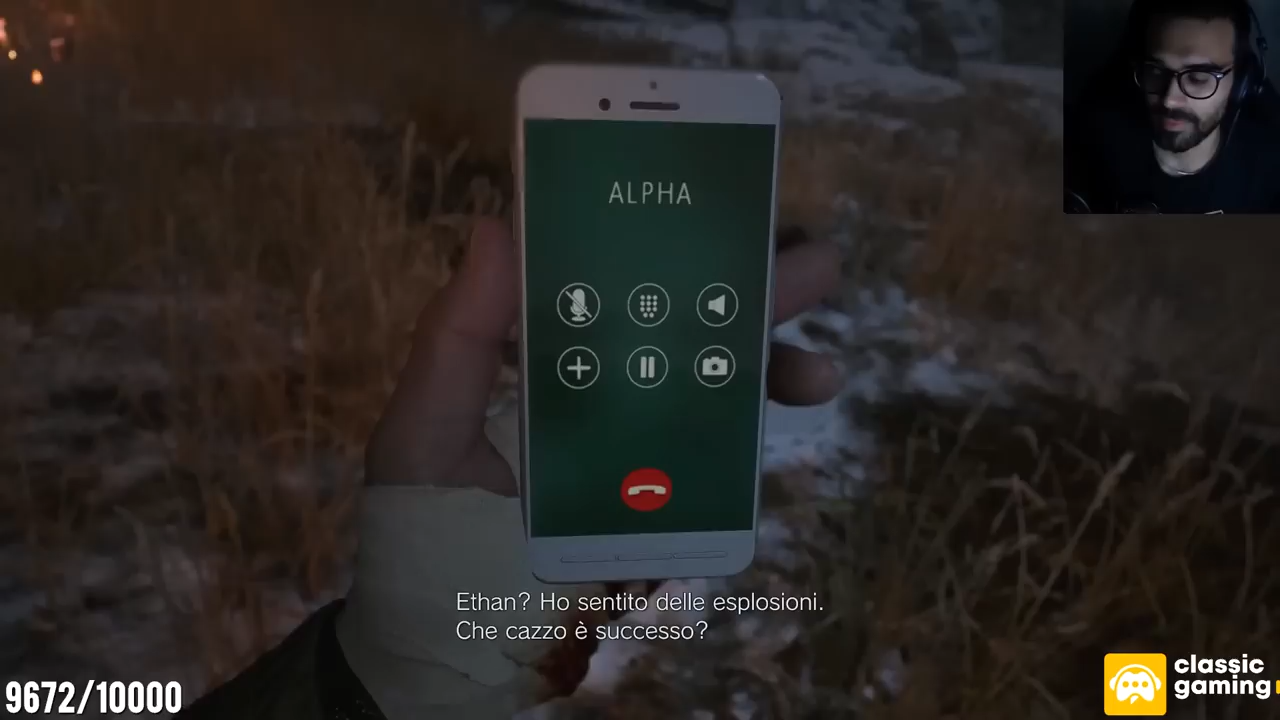 ALPHA
Ethan? Ho sentito delle esplosioni.
Che cazzo è successo?
9672/10000
classic
gaming